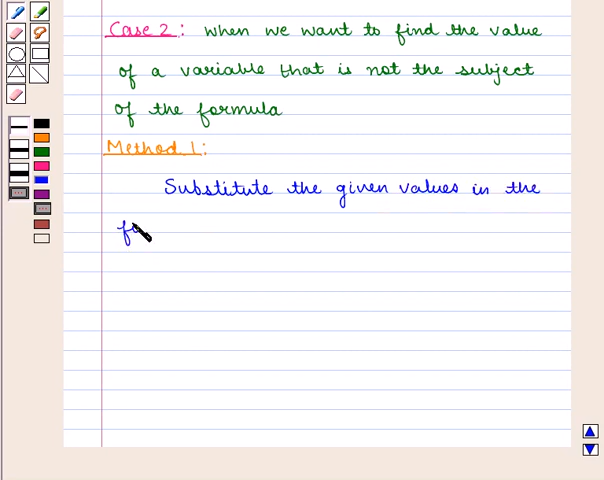 Case 2: When we want to find the value
of a variable that is not the subject
of the formula
Method 1:
Substitute the given values in the